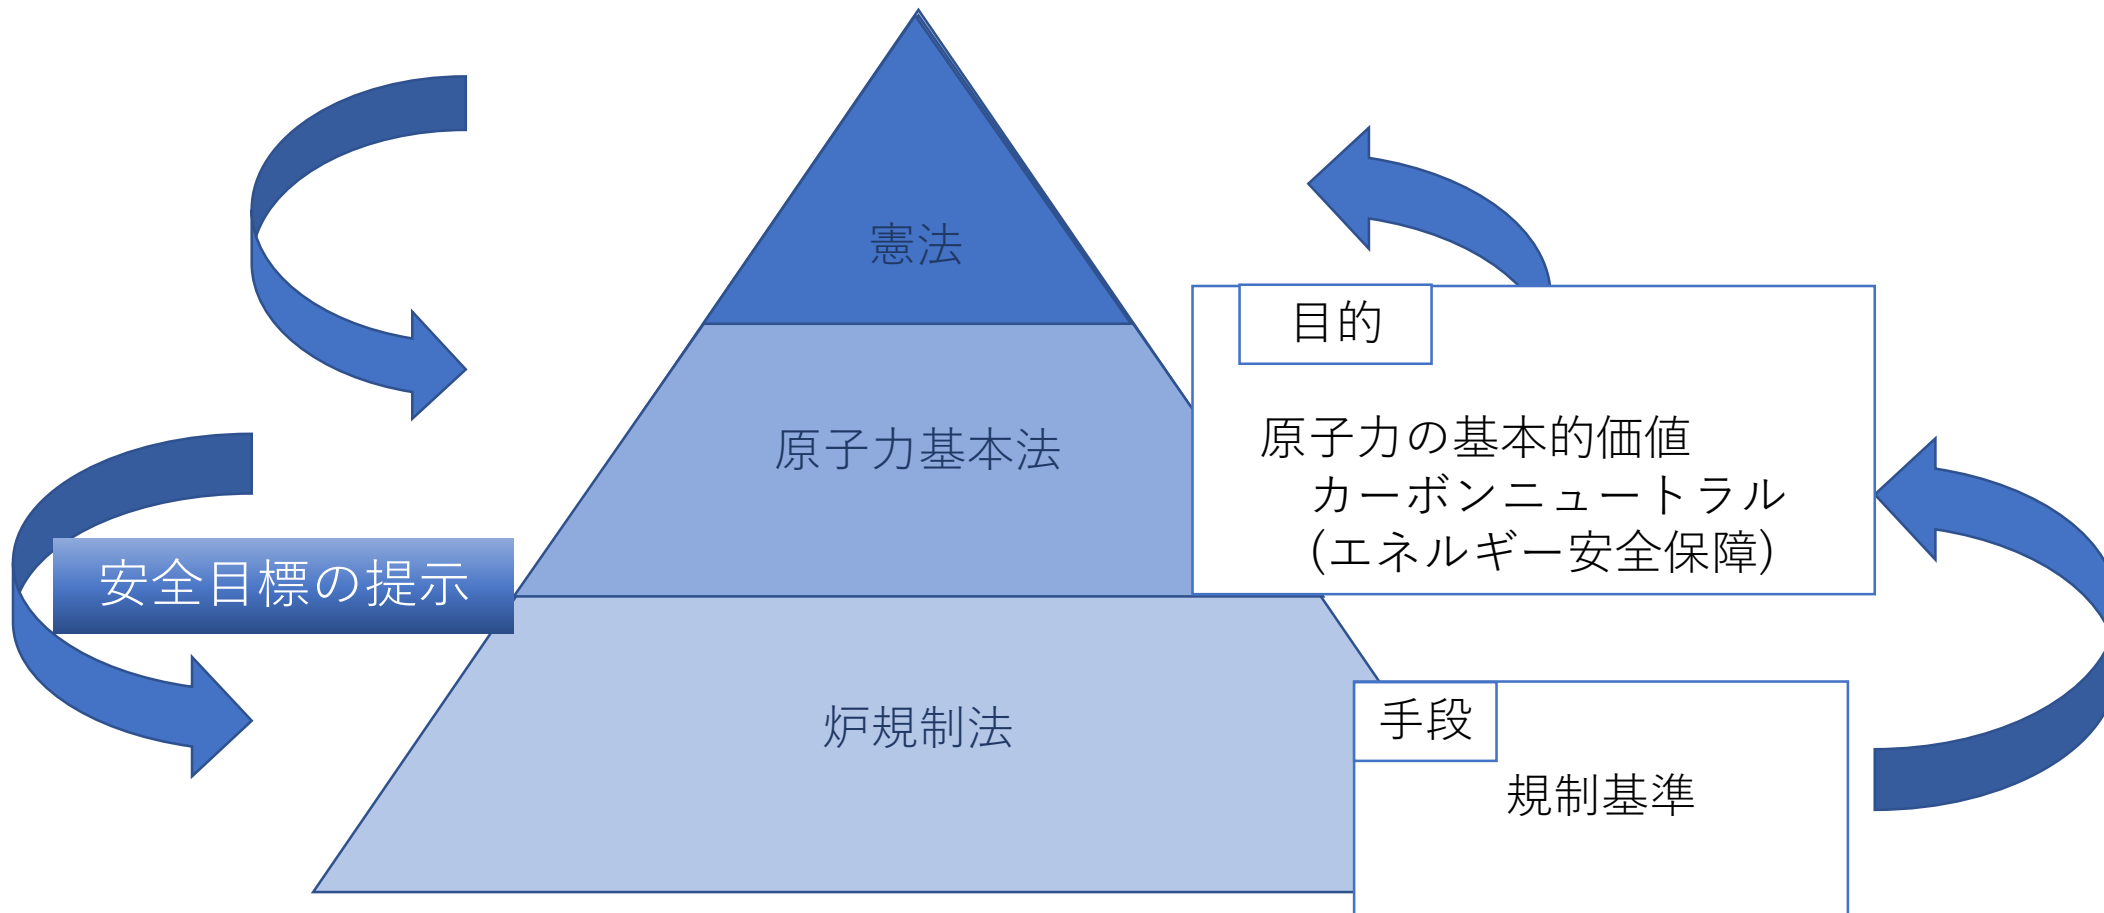 憲法
目的
原子力基本法
原子力の基本的価値
カーボンニュートラル
(エネルギー安全保障)
安全目標の提示
炉規制法
手段
規制基準